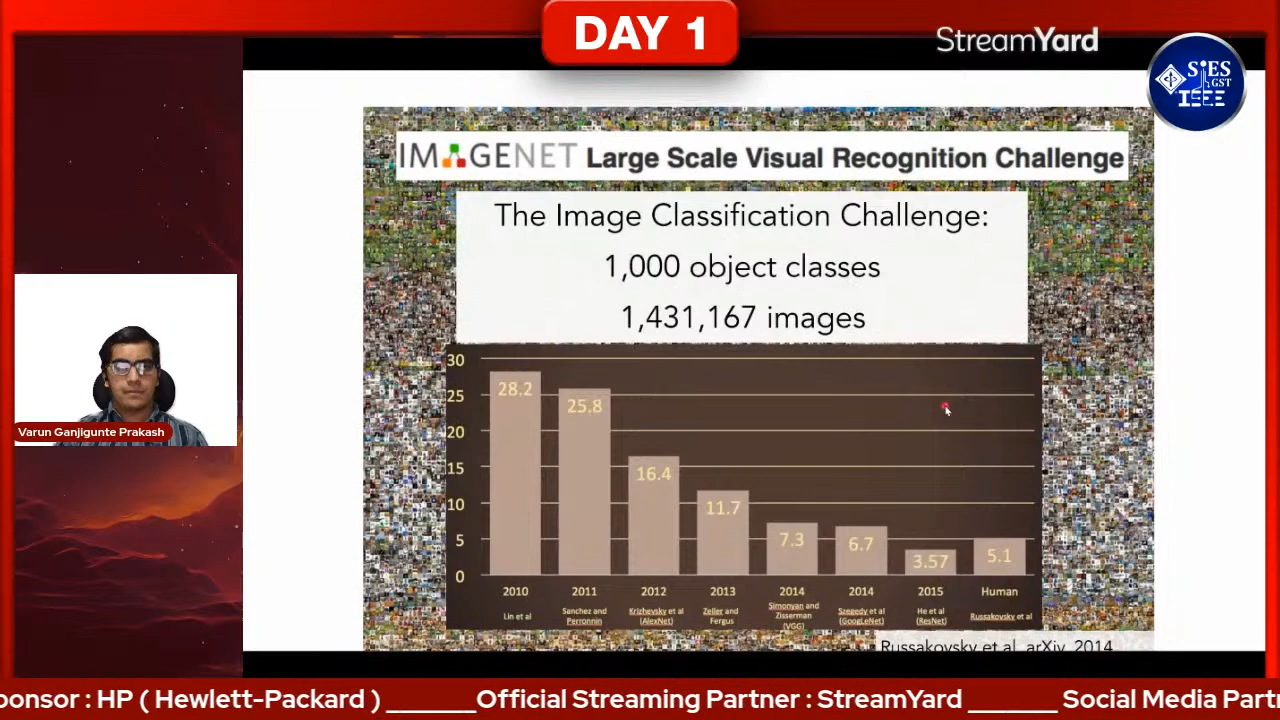 DAY 1
StreamYard
SIES
GST
IEEE
IMAGENET Large Scale Visual Recognition Challenge
The Image Classification Challenge:
1,000 object classes
1,431,167 images
30
25
20
15
10
5
0
28.2
25.8
16.4
11.7
7.3
6.7
3.57
5.1
2010 2011 2012 2013 2014 2014 2015 Human
Lin et al
Sanchez and
Perronnin
Krizhevsky et al
(AlexNet)
Zeiler and
Fergus
Simonyan and
Zisserman
(VGG)
Szegedy et al
(GoogLeNet)
He et al
(ResNet)
Russakovsky et al
Russakovsky et al. arXiv, 2014
Varun Ganjigunte Prakash
ponsor : HP ( Hewlett-Packard ) ______Official Streaming Partner : StreamYard ______ Social Media Part